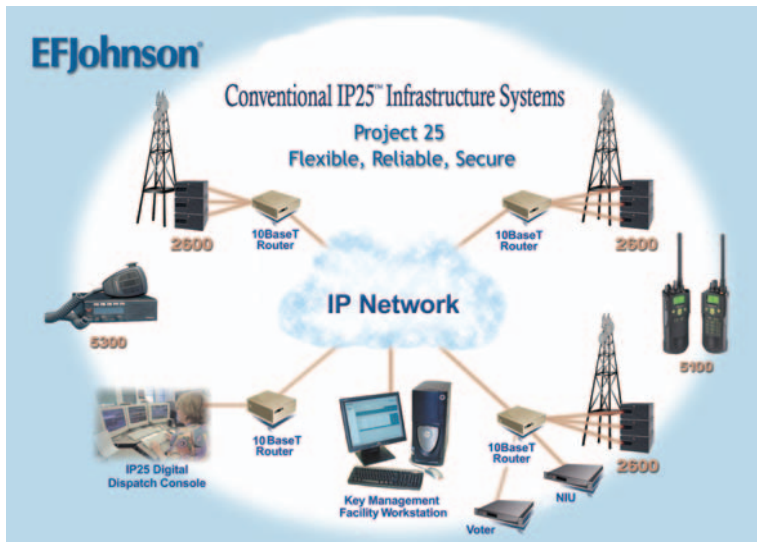 EFJohnson®
Conventional IP25™ Infrastructure Systems
Project 25
Flexible, Reliable, Secure
2600
10BaseT
Router
10BaseT
Router
2600
IP Network
5300
5100
IP25 Digital
Dispatch Console
10BaseT
Router
Key Management
Facility Workstation
10BaseT
Router
2600
NIU
Voter